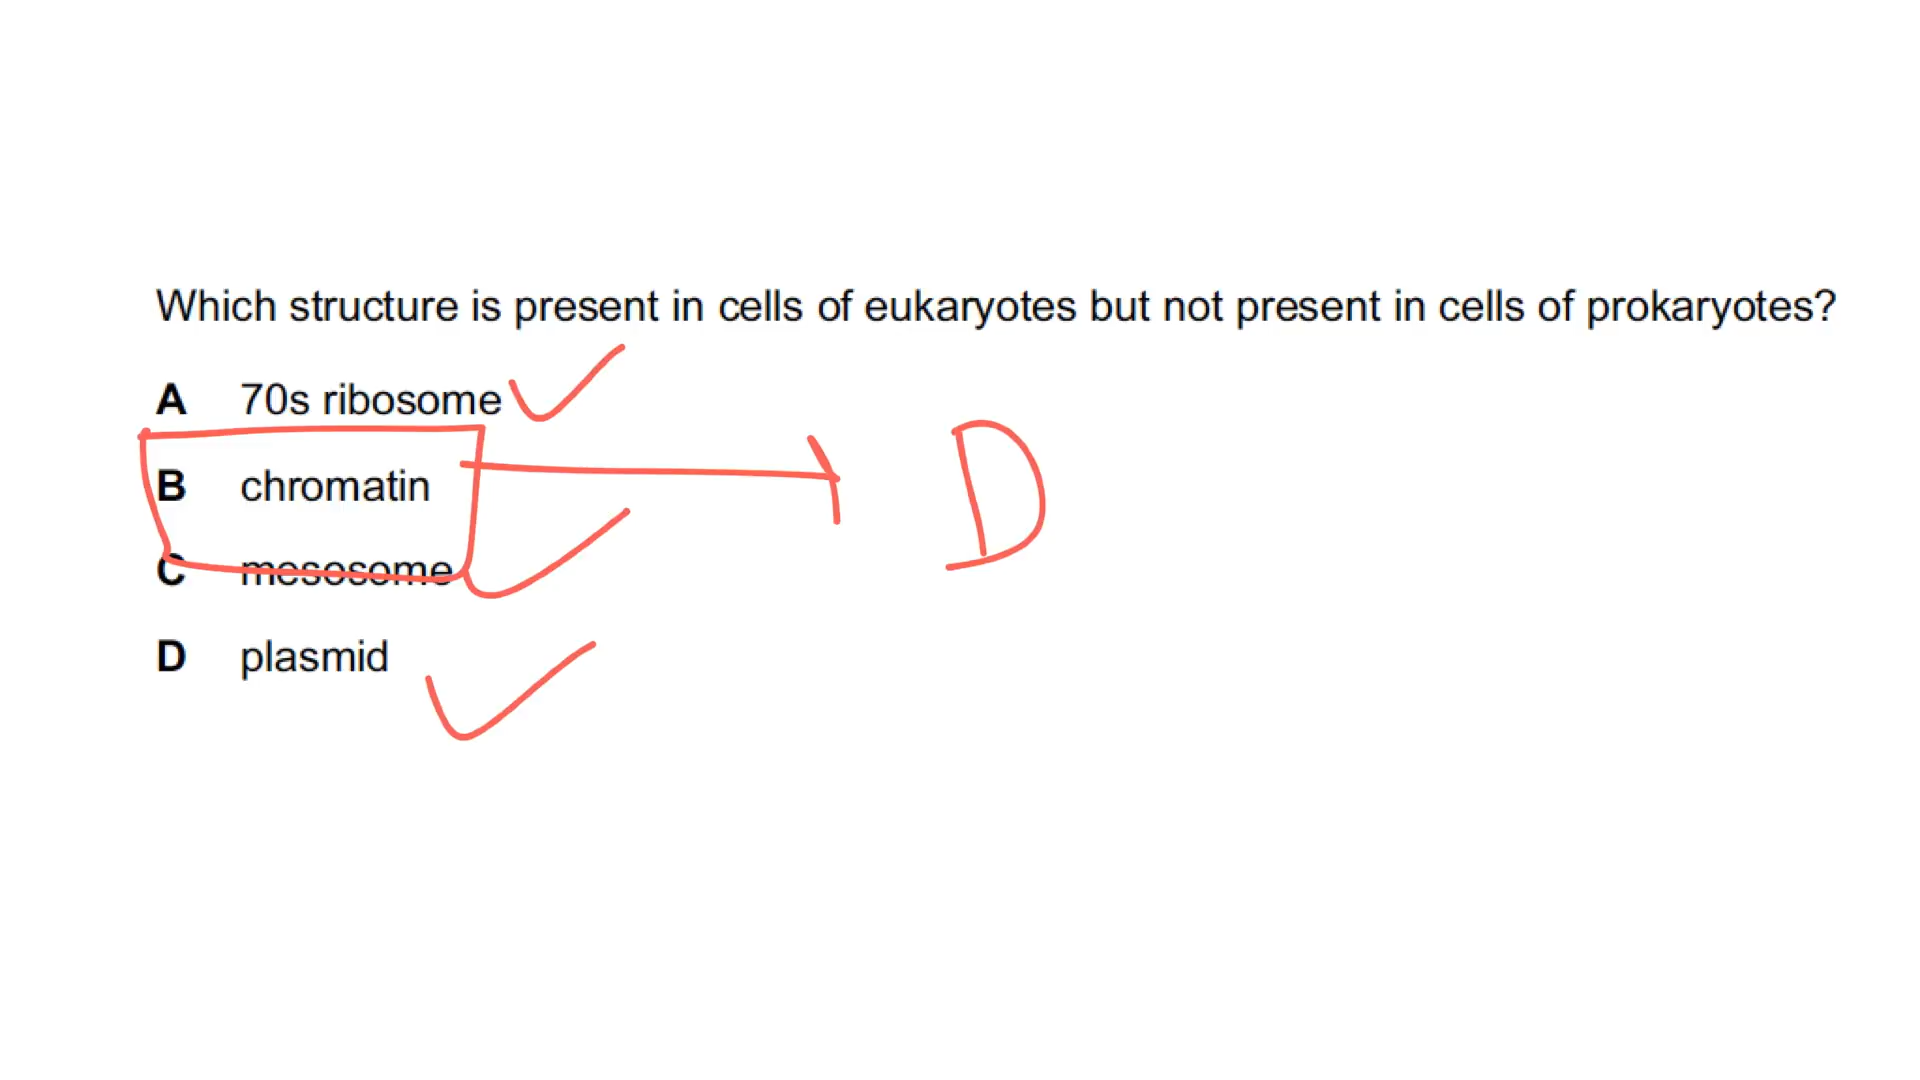 Which structure is present in cells of eukaryotes but not present in cells of prokaryotes?
A 70s ribosome
B chromatin
D
C mesosome
D plasmid